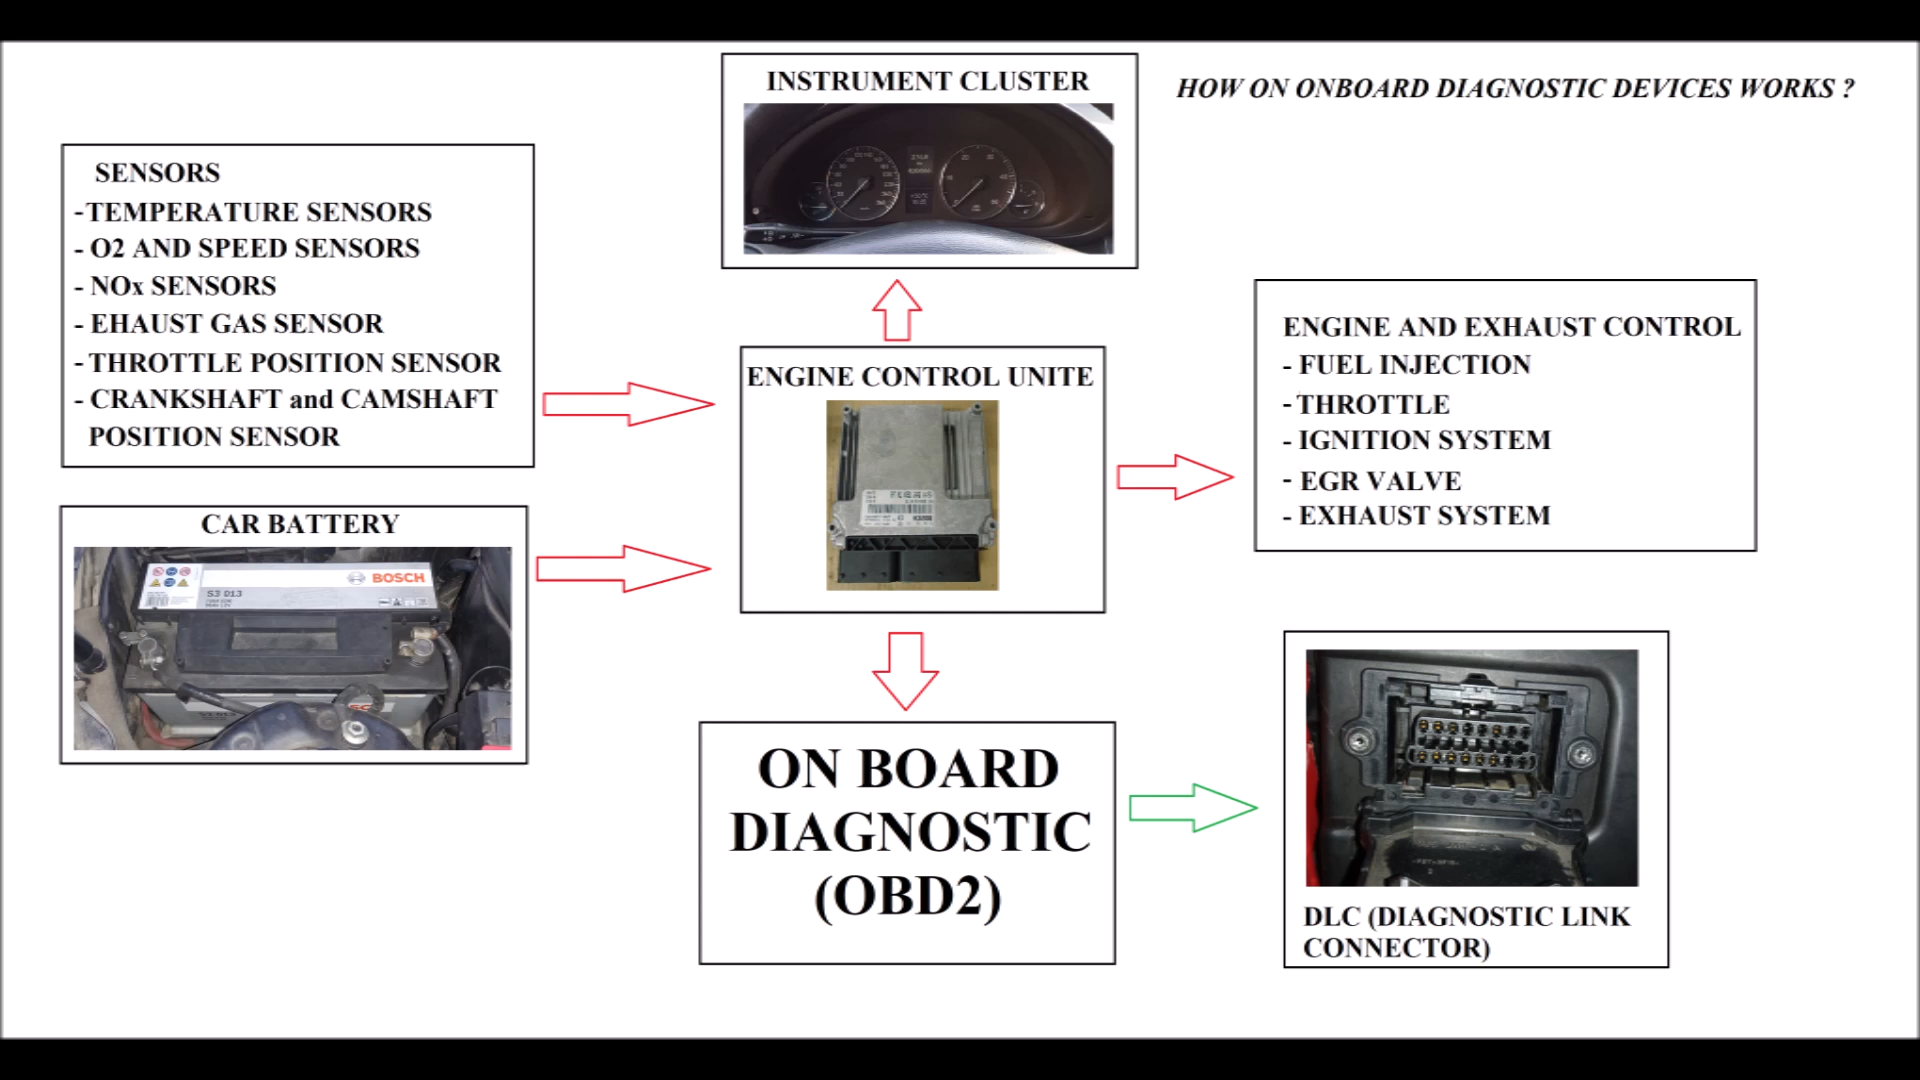 INSTRUMENT CLUSTER
HOW ON ONBOARD DIAGNOSTIC DEVICES WORKS ?
SENSORS
-TEMPERATURE SENSORS
- O2 AND SPEED SENSORS
- NOx SENSORS
- EHAUST GAS SENSOR
- THROTTLE POSITION SENSOR
- CRANKSHAFT and CAMSHAFT
POSITION SENSOR
ENGINE CONTROL UNITE
ENGINE AND EXHAUST CONTROL
- FUEL INJECTION
- THROTTLE
- IGNITION SYSTEM
- EGR VALVE
- EXHAUST SYSTEM
CAR BATTERY
BOSCH
S3 013
ON BOARD
DIAGNOSTIC
(OBD2)
DLC (DIAGNOSTIC LINK
CONNECTOR)